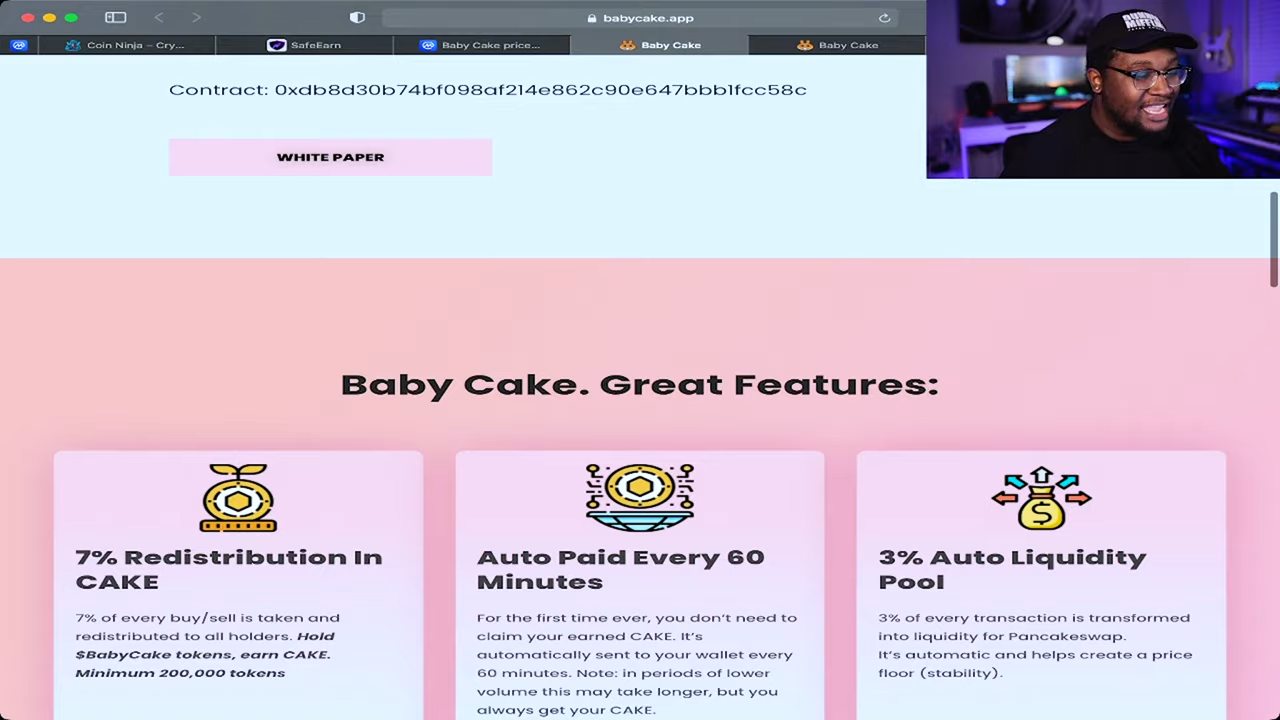 babycake.app
Coin Ninja – Cry...
SafeEarn
Baby Cake price...
Baby Cake
Baby Cake
Contract: 0xdb8d30b74bf098af214e862c90e647bbb1fcc58c
WHITE PAPER
Baby Cake. Great Features:
7% Redistribution In
CAKE
7% of every buy/sell is taken and
redistributed to all holders. Hold
$BabyCake tokens, earn CAKE.
Minimum 200,000 tokens
Auto Paid Every 60
Minutes
For the first time ever, you don't need to
claim your earned CAKE. It's
automatically sent to your wallet every
60 minutes. Note: in periods of lower
volume this may take longer, but you
always get your CAKE.
3% Auto Liquidity
Pool
3% of every transaction is transformed
into liquidity for Pancakeswap.
It's automatic and helps create a price
floor (stability).